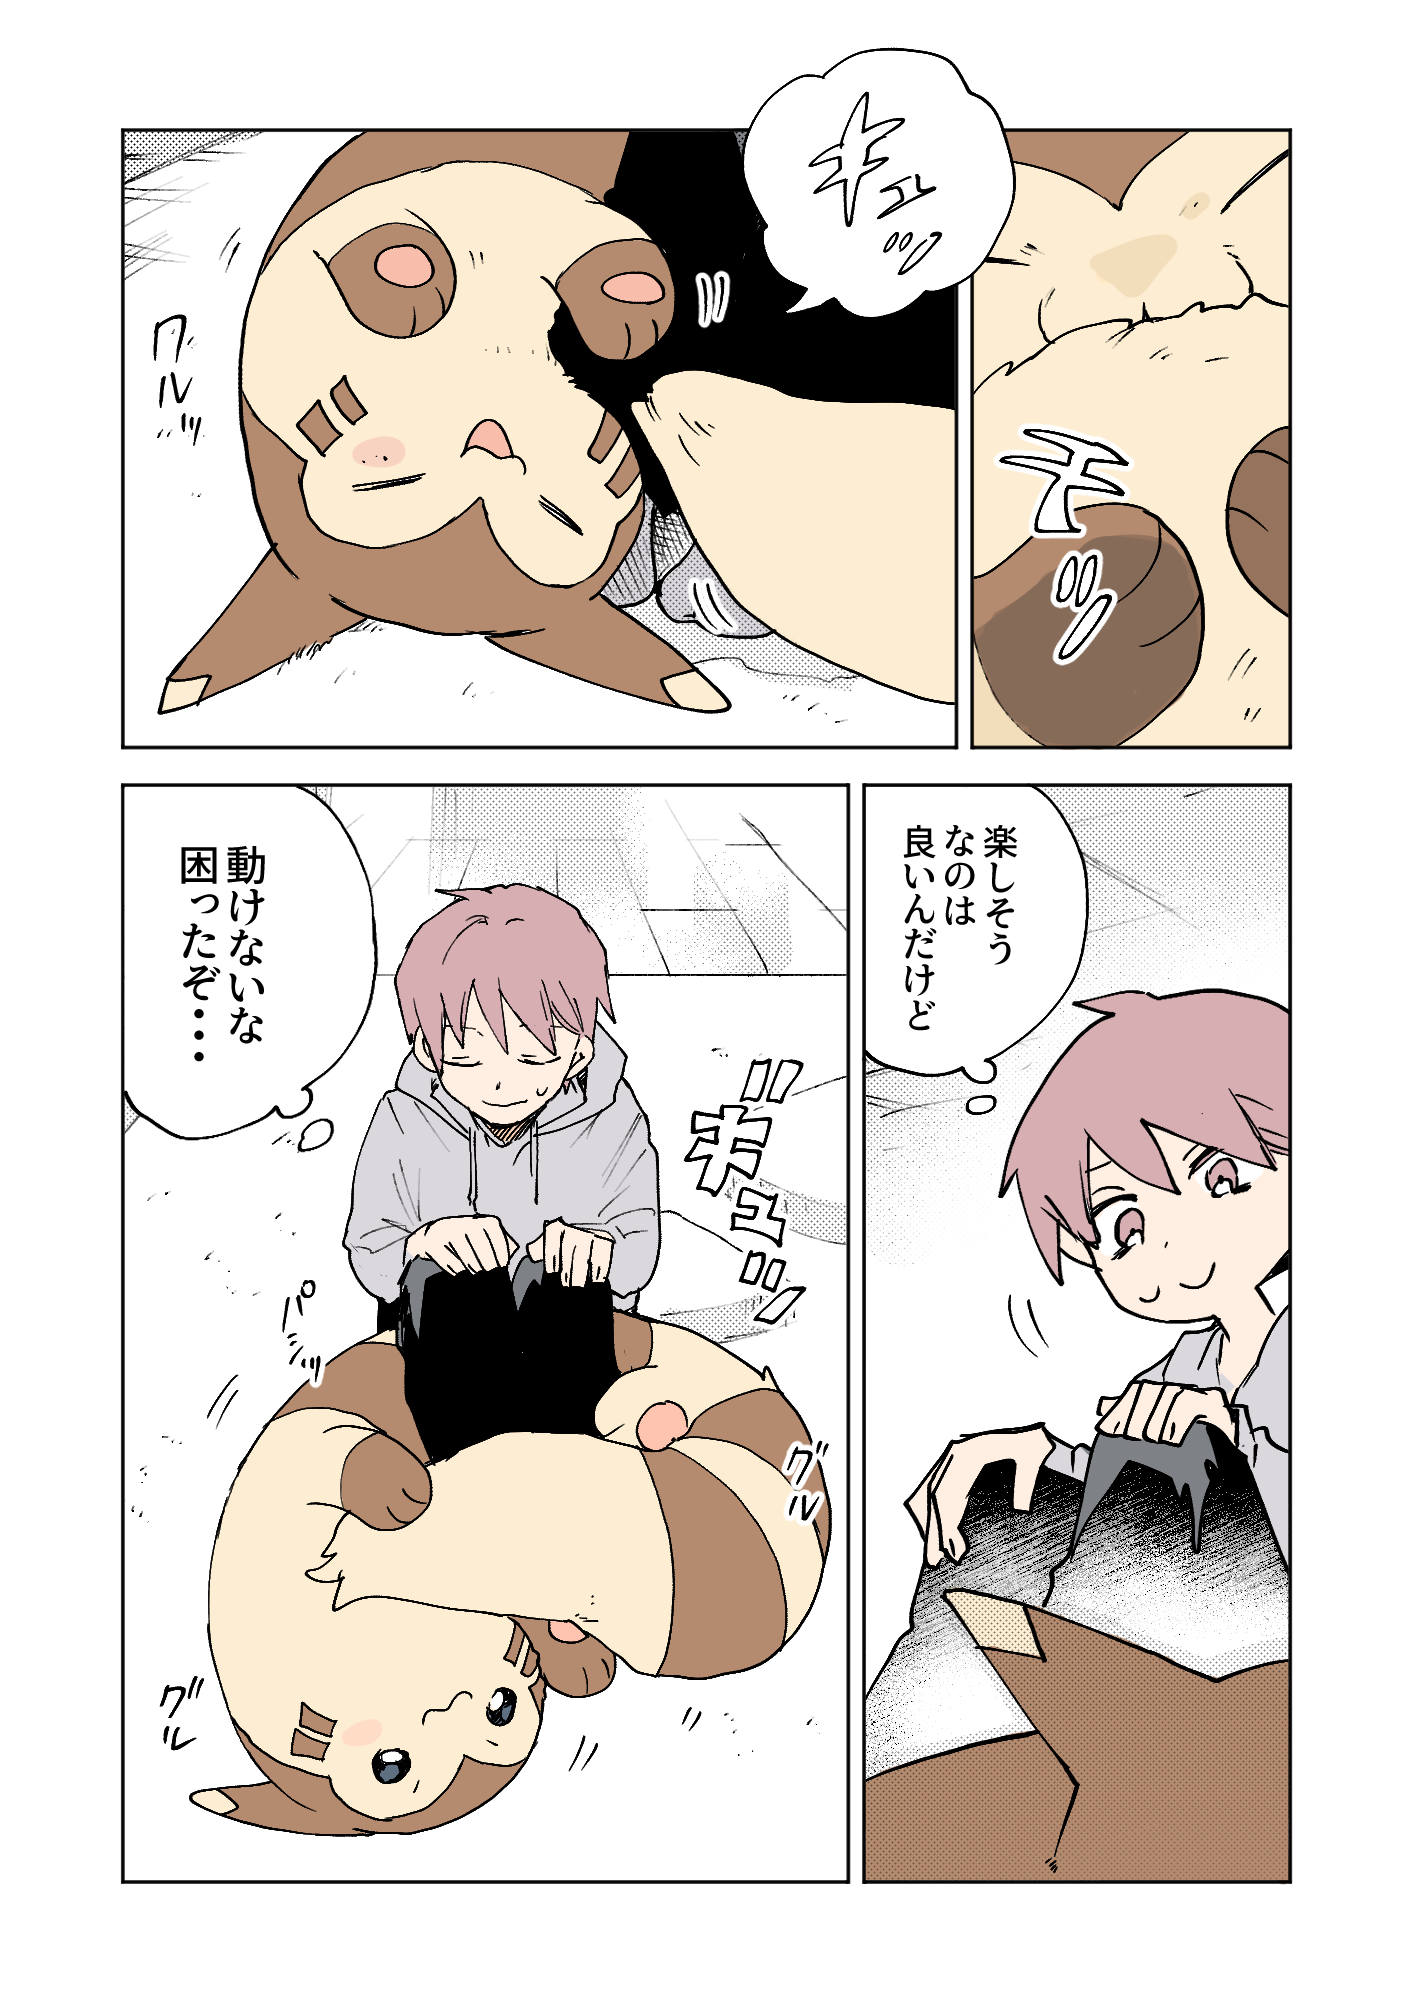 モッ
キュルッ
ワルッ
楽しそう
なのは
良いんだけど
動けないな
困ったぞ・・・
ギュッ
パッ
グル
グル